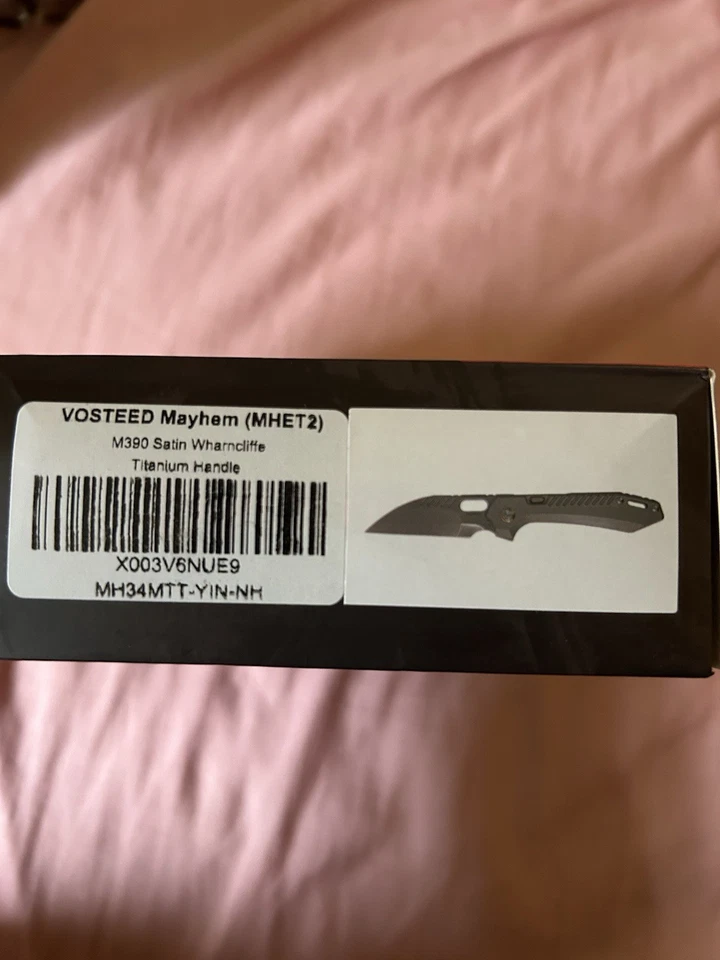 VOSTEED Mayhem (MHET2)
M390 Satin Wharncliffe
Titanium Handle
X003V6NUE9
MH34MTT-YIN-NH